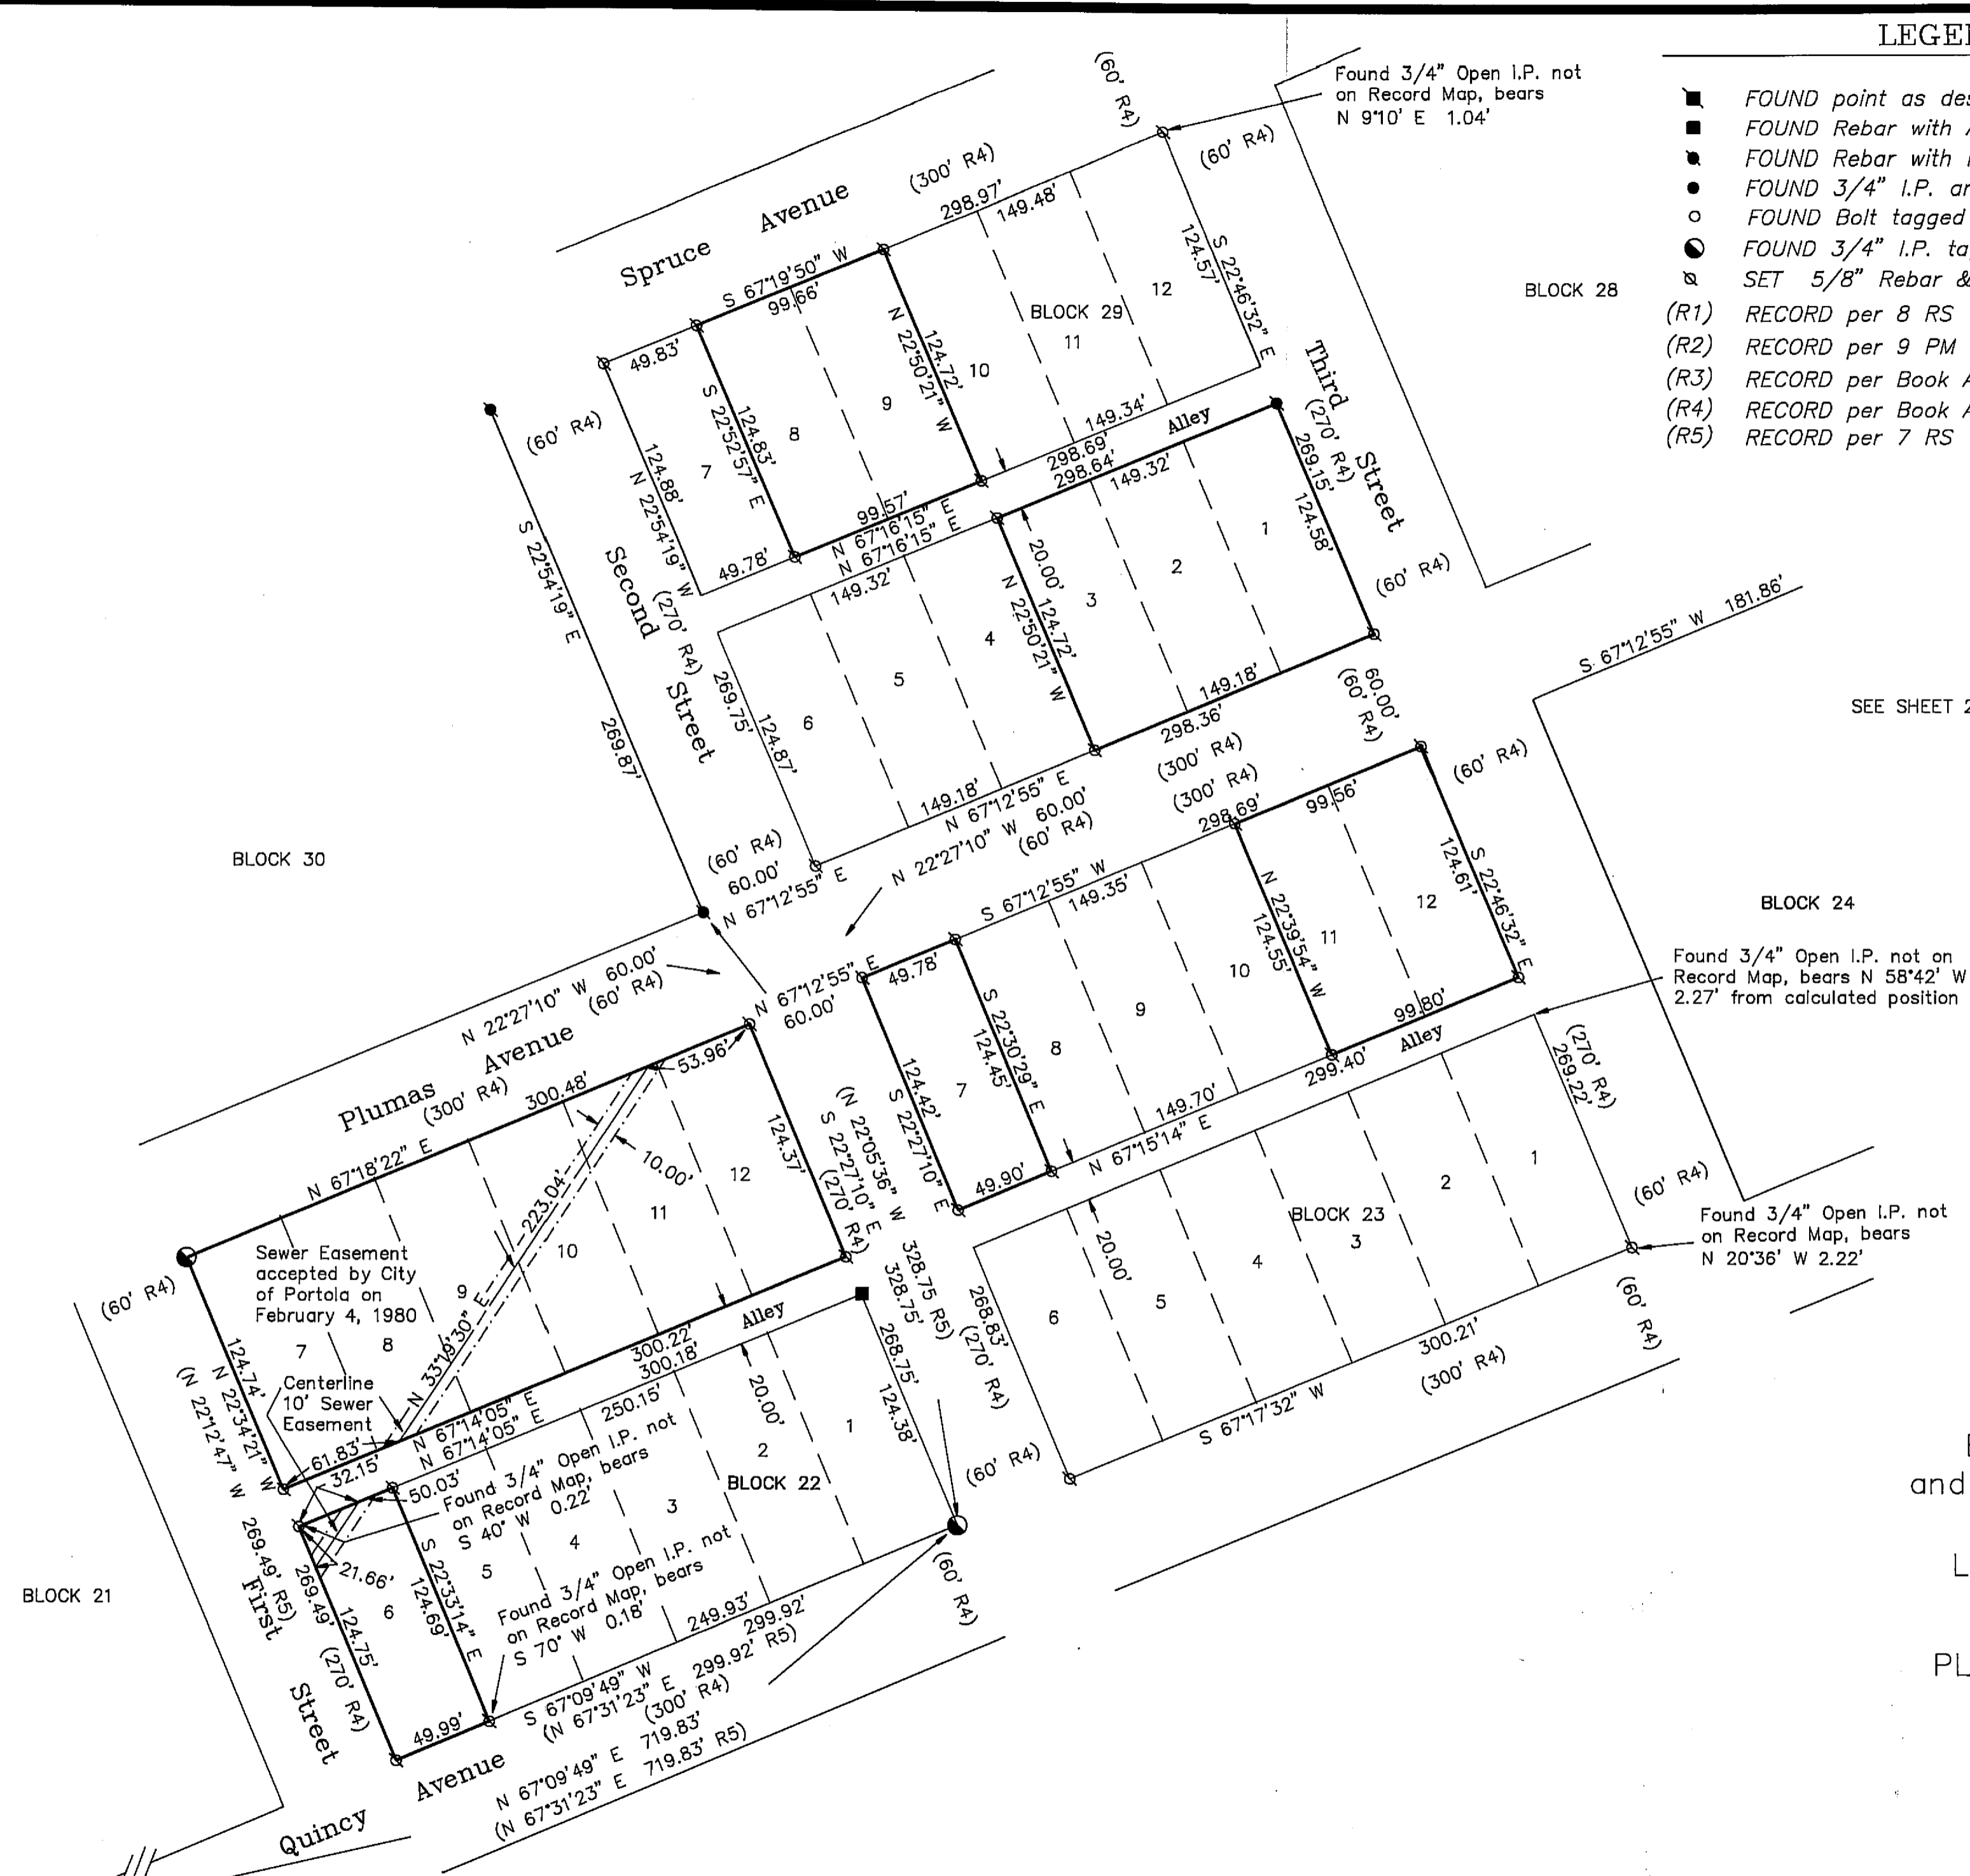 LEGE
FOUND point as des
FOUND Rebar with
FOUND Rebar with
FOUND 3/4" I.P. an
FOUND Bolt tagged
FOUND 3/4" I.P. ta
SET 5/8" Rebar &
(R1) RECORD per 8 RS
(R2) RECORD per 9 PM
(R3) RECORD per Book A
(R4) RECORD per Book A
(R5) RECORD per 7 RS
Found 3/4" Open I.P. not
on Record Map, bears
N 9°10' E 1.04'
(60' R4)
(60' R4)
Spruce Avenue
(300' R4)
298.97'
149.48'
S 67°19'50" W
99.66'
49.83'
BLOCK 29
7
8
9
10
11
12
124.88'
N 22°54'19" W
124.83'
S 22°52'57" E
124.72'
N 22°50'21" W
124.57'
S 22°46'32" E
BLOCK 28
49.78'
99.57'
N 67°16'15" E
N 67°16'15" E
149.34'
298.69'
298.64'
Alley
149.32'
149.32'
20.00'
Third Street
(270' R4)
269.15'
124.58'
(60' R4)
S 22°54'19" E
269.87'
(60' R4)
Second Street
(270' R4)
269.75'
124.87'
6
5
4
3
2
1
124.72'
N 22°50'21" W
149.18'
149.18'
298.36'
(300' R4)
N 67°12'55" E
N 22°27'10" W 60.00'
(60' R4)
60.00'
(60' R4)
S 67°12'55" W 181.86'
SEE SHEET 2
BLOCK 30
(60' R4)
60.00'
N 67°12'55" E
(300' R4)
298.69'
99.56'
(60' R4)
S 67°12'55" W
149.35'
49.78'
N 67°12'55" E
60.00'
7
8
9
10
11
12
124.42'
S 22°27'10" E
124.45'
S 22°30'29" E
N 22°39'54" W
124.55'
124.61'
S 22°46'32" E
BLOCK 24
Found 3/4" Open I.P. not on
Record Map, bears N 58°42' W
2.27' from calculated position
49.90'
149.70'
N 67°15'14" E
299.40'
99.80'
Alley
20.00'
(270' R4)
269.22'
BLOCK 23
6
5
4
3
2
1
268.83'
(270' R4)
(60' R4)
Found 3/4" Open I.P. not
on Record Map, bears
N 20°36' W 2.22'
(60' R4)
300.21'
(300' R4)
S 67°17'32" W
(60' R4)
N 22°27'10" W 60.00'
(60' R4)
Plumas Avenue
(300' R4)
300.48'
53.96'
N 67°18'22" E
124.37'
(N 22°05'36" W 328.75 R5)
S 22°27'10" E 328.75'
(270' R4)
(60' R4)
Sewer Easement
accepted by City
of Portola on
February 4, 1980
7
8
9
10
11
12
223.04'
10.00'
N 33°19'30" E
Centerline
10' Sewer
Easement
124.74'
N 22°34'21" W
(N 22°12'47" W 269.49' R5)
269.49'
(270' R4)
61.83'
32.15'
50.03'
N 67°14'05" E
N 67°14'05" E
300.22'
300.18'
250.15'
Alley
20.00'
268.75'
124.38'
Found 3/4" Open I.P. not
on Record Map, bears
S 40° W 0.22'
BLOCK 22
6
5
4
3
2
1
21.66'
124.75'
S 22°33'14" E
124.69'
Found 3/4" Open I.P. not
on Record Map, bears
S 70° W 0.18'
249.93'
299.92'
(60' R4)
49.99'
S 67°09'49" W
(N 67°31'23" E 299.92' R5)
(300' R4)
N 67°09'49" E 719.83'
(N 67°31'23" E 719.83' R5)
First Street
BLOCK 21
Quincy Avenue
and
L
PL